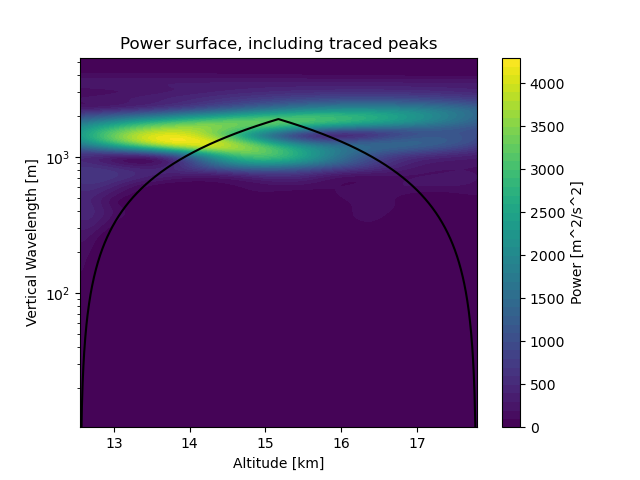 Power surface, including traced peaks
Vertical Wavelength [m]
10^3
10^2
13 14 15 16 17
Altitude [km]
4000
3500
3000
2500
2000
1500
1000
500
0
Power [m^2/s^2]